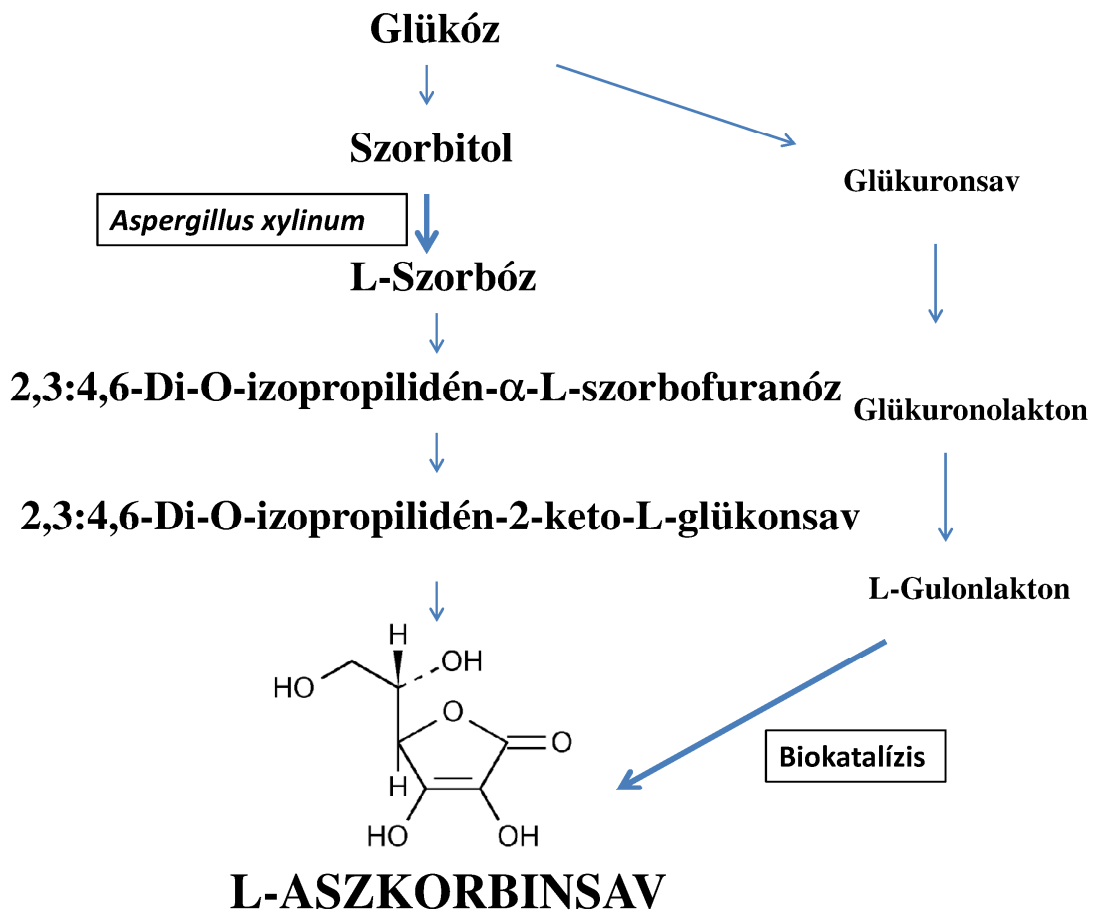 Glükóz
Szorbitol
Glükuronsav
Aspergillus xylinum
L-Szorbóz
2,3:4,6-Di-O-izopropilidén-α-L-szorbofuranóz
Glükuronolakton
2,3:4,6-Di-O-izopropilidén-2-keto-L-glükonsav
L-Gulonlakton
H
OH
HO
O
O
H
HO
OH
Biokatalízis
L-ASZKORBINSAV